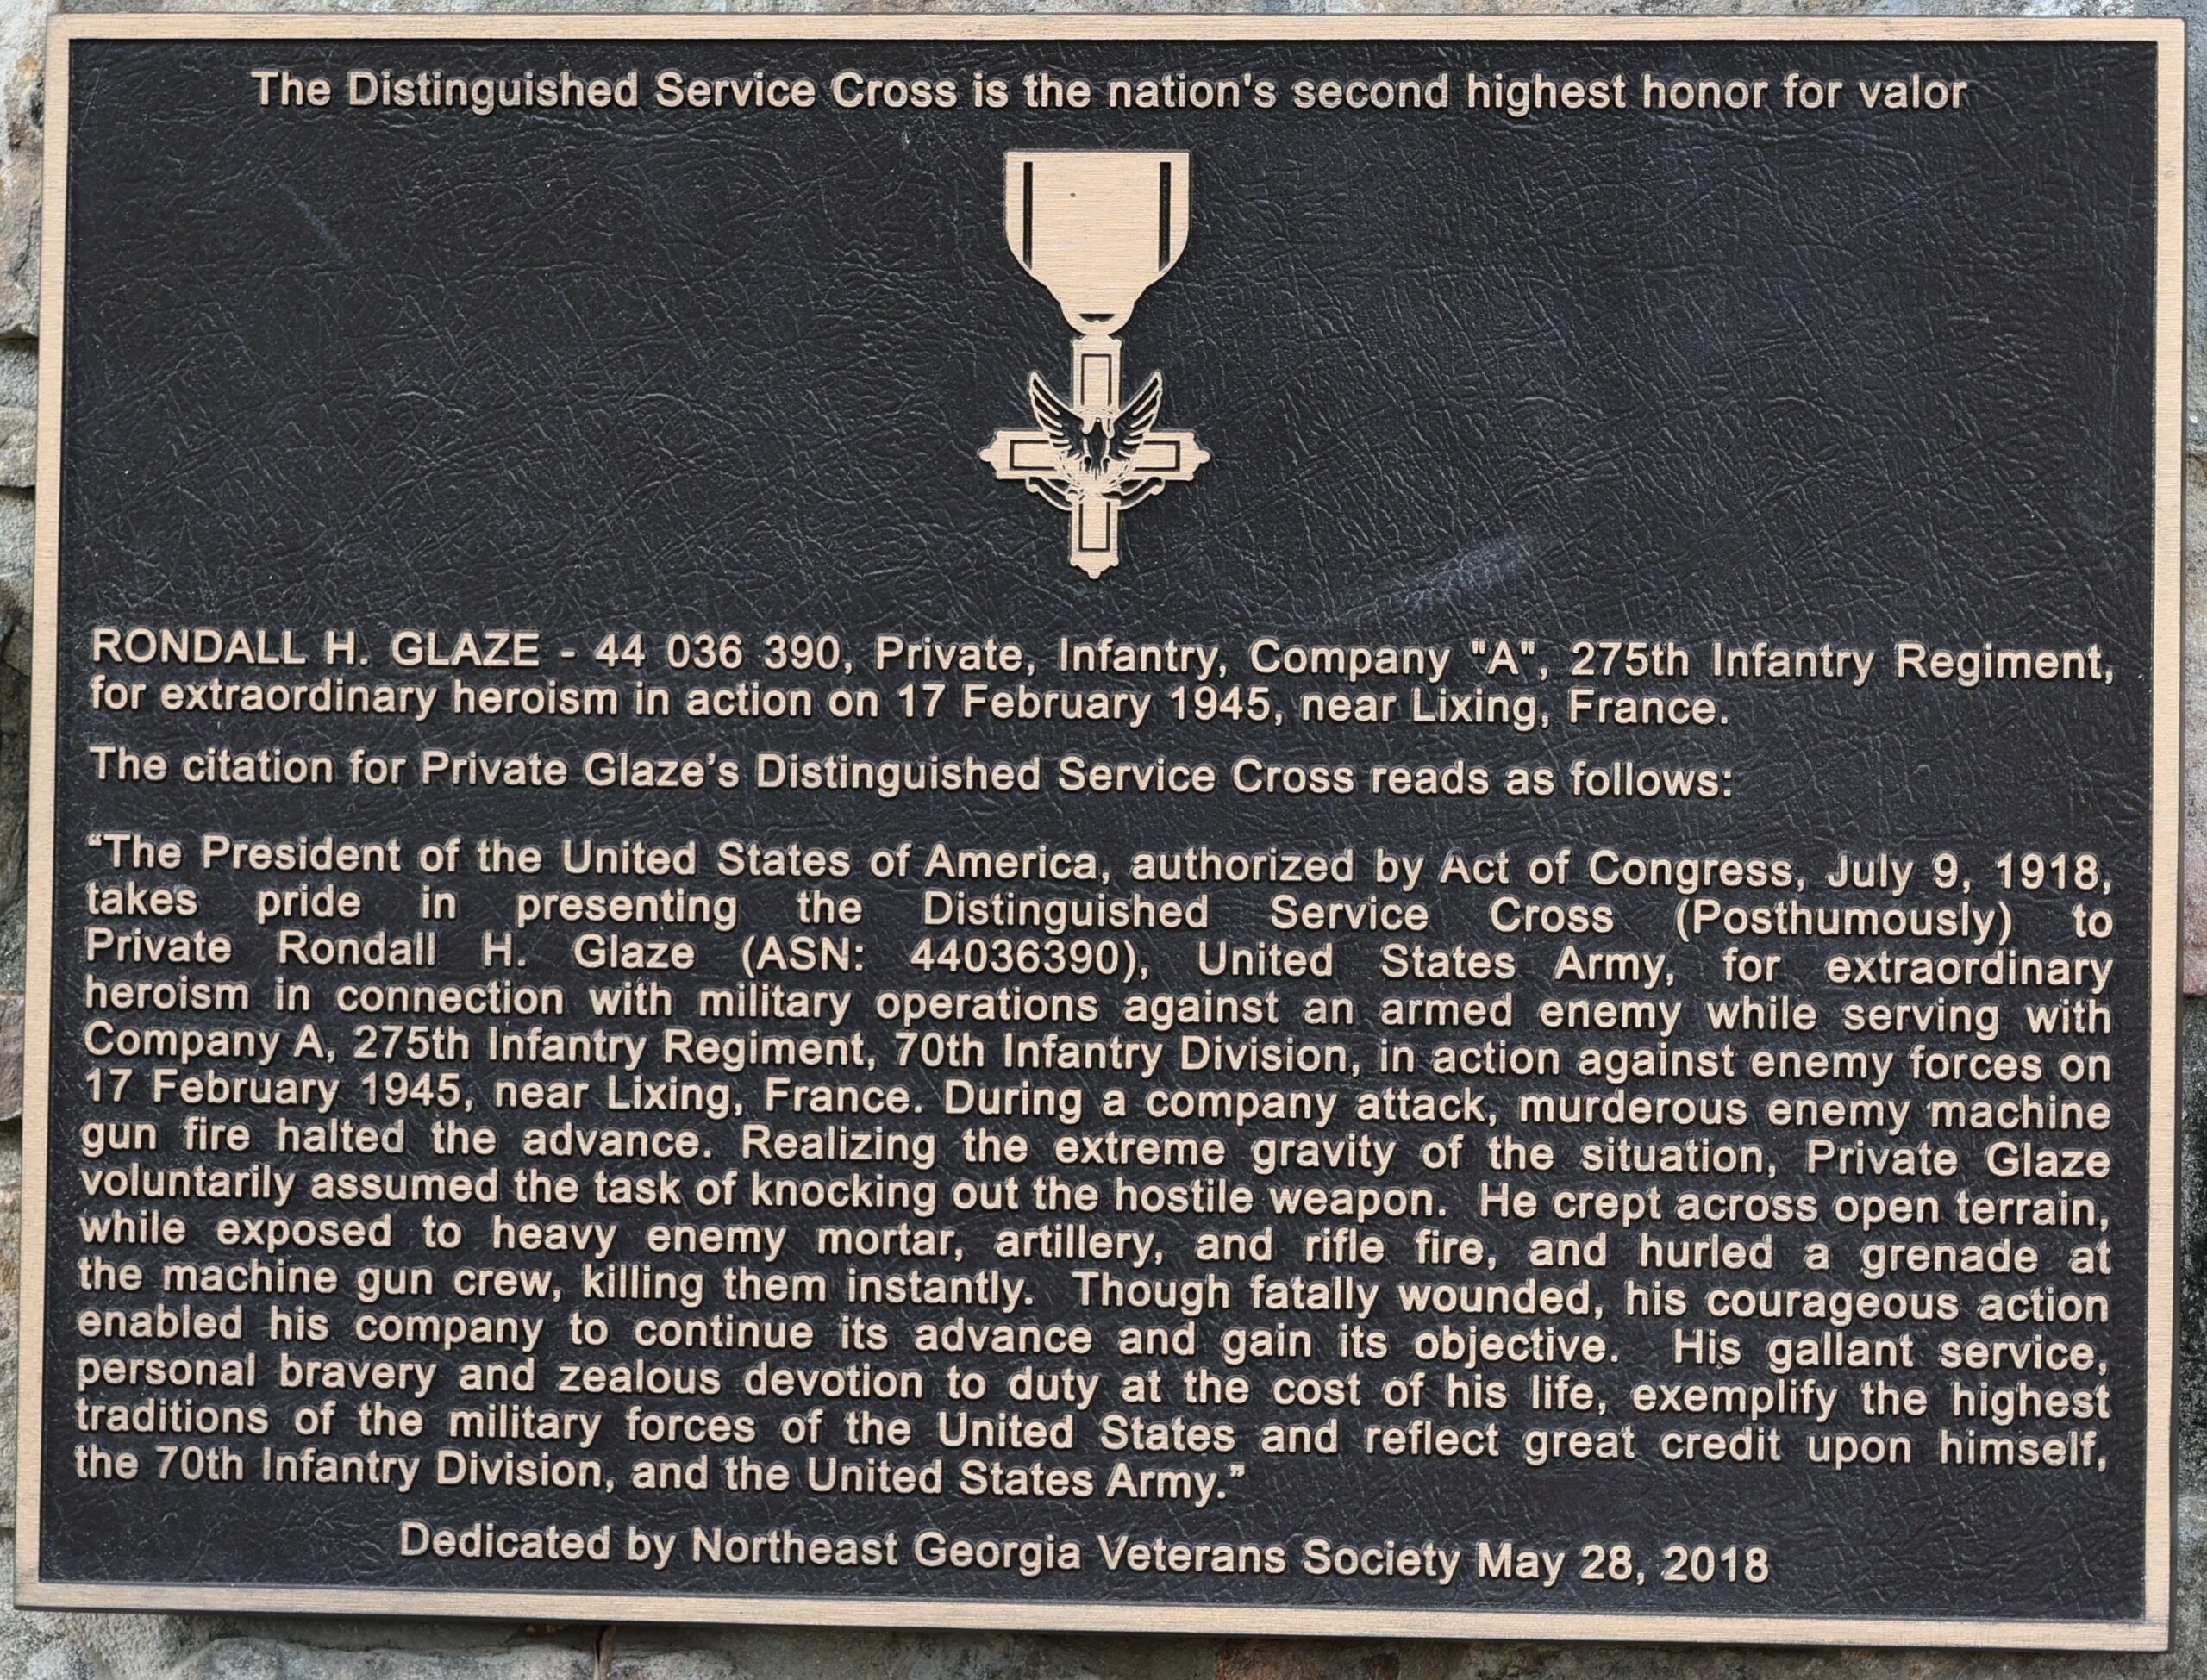 The Distinguished Service Cross is the nation's second highest honor for valor
RONDALL H. GLAZE - 44 036 390, Private, Infantry, Company "A", 275th Infantry Regiment,
for extraordinary heroism in action on 17 February 1945, near Lixing, France.
The citation for Private Glaze’s Distinguished Service Cross reads as follows:
“The President of the United States of America, authorized by Act of Congress, July 9, 1918,
takes pride in presenting the Distinguished Service Cross (Posthumously) to
Private Rondall H. Glaze (ASN: 44036390), United States Army, for extraordinary
heroism in connection with military operations against an armed enemy while serving with
Company A, 275th Infantry Regiment, 70th Infantry Division, in action against enemy forces on
17 February 1945, near Lixing, France. During a company attack, murderous enemy machine
gun fire halted the advance. Realizing the extreme gravity of the situation, Private Glaze
voluntarily assumed the task of knocking out the hostile weapon. He crept across open terrain,
while exposed to heavy enemy mortar, artillery, and rifle fire, and hurled a grenade at
the machine gun crew, killing them instantly. Though fatally wounded, his courageous action
enabled his company to continue its advance and gain its objective. His gallant service,
personal bravery and zealous devotion to duty at the cost of his life, exemplify the highest
traditions of the military forces of the United States and reflect great credit upon himself,
the 70th Infantry Division, and the United States Army.”
Dedicated by Northeast Georgia Veterans Society May 28, 2018